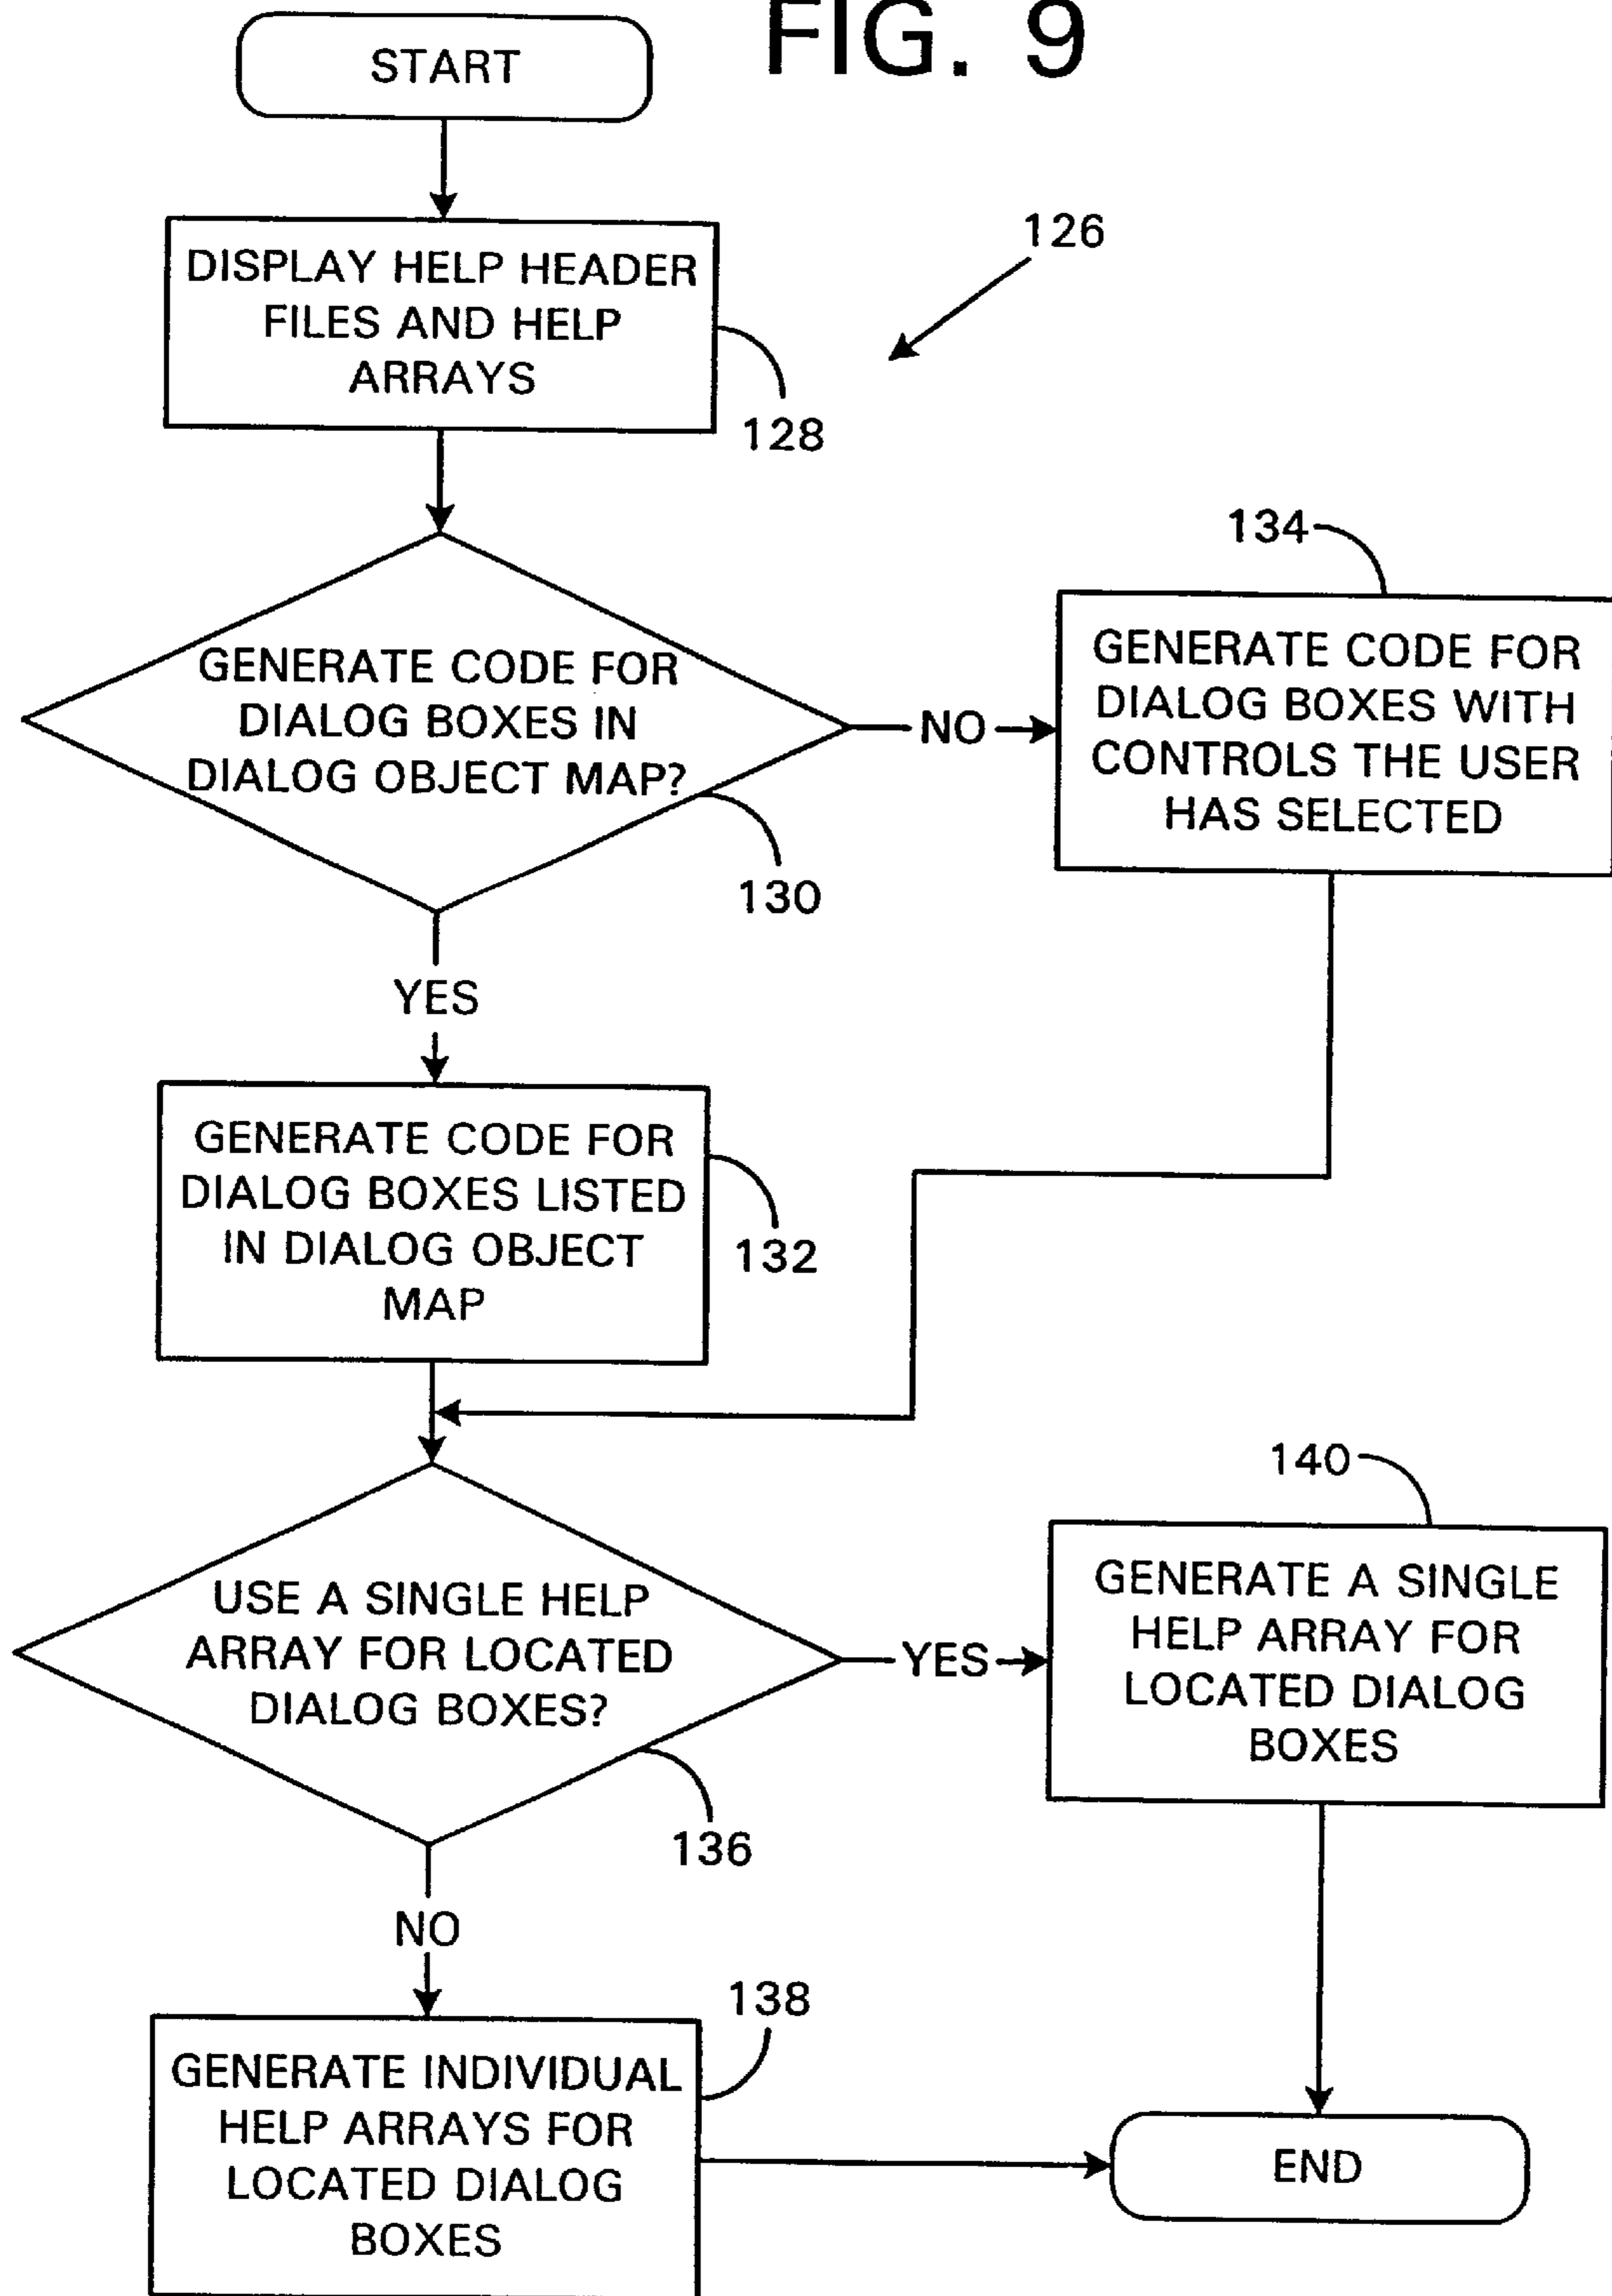 FIG. 9
START
DISPLAY HELP HEADER
FILES AND HELP
ARRAYS
126
128
GENERATE CODE FOR
DIALOG BOXES IN
DIALOG OBJECT MAP?
130
NO
134
GENERATE CODE FOR
DIALOG BOXES WITH
CONTROLS THE USER
HAS SELECTED
YES
GENERATE CODE FOR
DIALOG BOXES LISTED
IN DIALOG OBJECT
MAP
132
USE A SINGLE HELP
ARRAY FOR LOCATED
DIALOG BOXES?
136
YES
140
GENERATE A SINGLE
HELP ARRAY FOR
LOCATED DIALOG
BOXES
NO
138
GENERATE INDIVIDUAL
HELP ARRAYS FOR
LOCATED DIALOG
BOXES
END